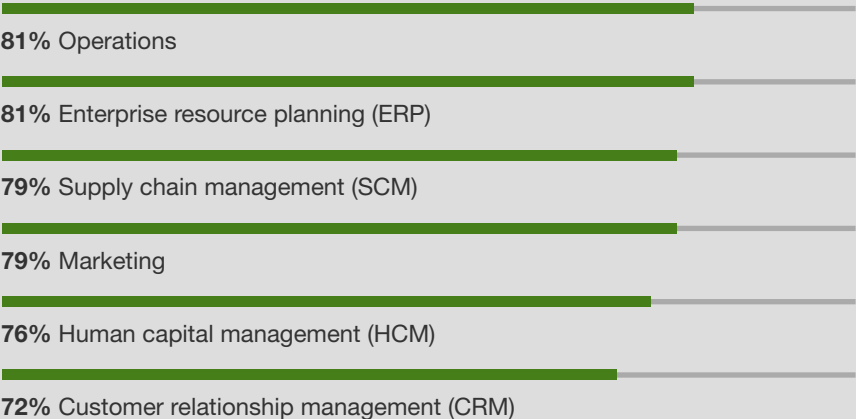 81% Operations
81% Enterprise resource planning (ERP)
79% Supply chain management (SCM)
79% Marketing
76% Human capital management (HCM)
72% Customer relationship management (CRM)